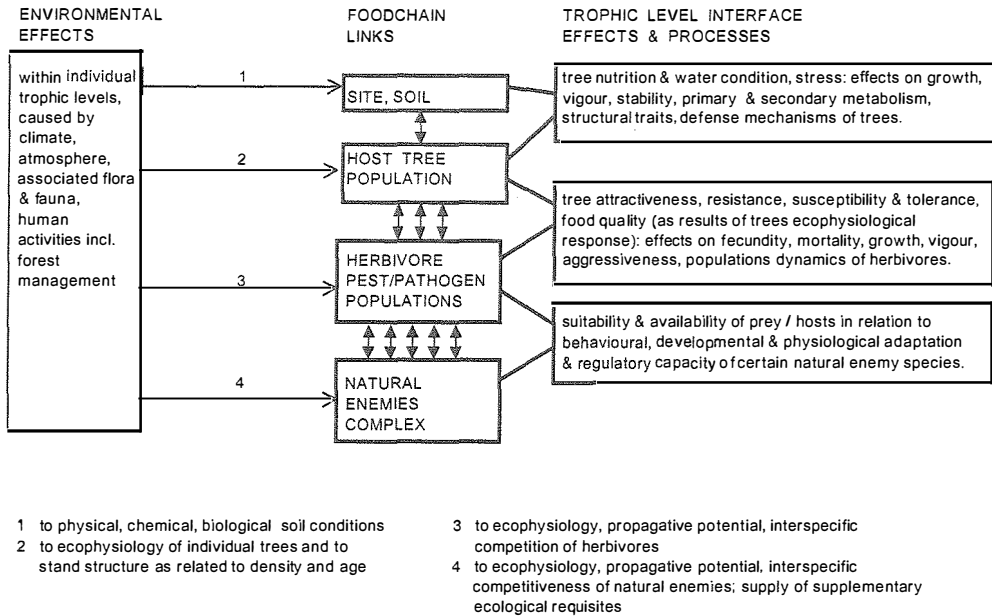 ENVIRONMENTAL
EFFECTS
FOODCHAIN
LINKS
TROPHIC LEVEL INTERFACE
EFFECTS & PROCESSES
within individual
trophic levels,
caused by
climate,
atmosphere,
associated flora
& fauna,
human
activities incl.
forest
management
1
2
3
4
SITE, SOIL
HOST TREE
POPULATION
HERBIVORE
PEST/PATHOGEN
POPULATIONS
NATURAL
ENEMIES
COMPLEX
tree nutrition & water condition, stress: effects on growth,
vigour, stability, primary & secondary metabolism,
structural traits, defense mechanisms of trees.
tree attractiveness, resistance, susceptibility & tolerance,
food quality (as results of trees ecophysiological
response): effects on fecundity, mortality, growth, vigour,
aggressiveness, populations dynamics of herbivores.
suitability & availability of prey / hosts in relation to
behavioural, developmental & physiological adaptation
& regulatory capacity of certain natural enemy species.
1 to physical, chemical, biological soil conditions
2 to ecophysiology of individual trees and to
stand structure as related to density and age
3 to ecophysiology, propagative potential, interspecific
competition of herbivores
4 to ecophysiology, propagative potential, interspecific
competitiveness of natural enemies; supply of supplementary
ecological requisites